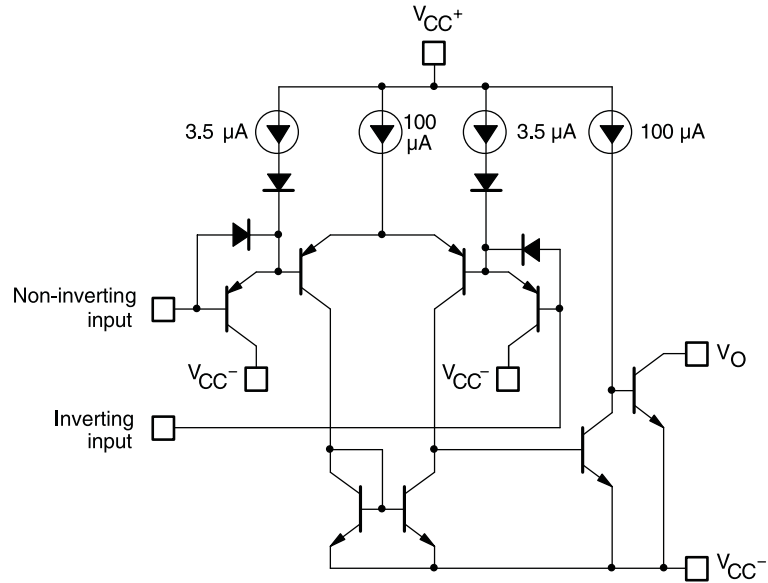 VCC+
3.5 μA
100
μA
3.5 μA
100 μA
Non-inverting
input
VCC−
VCC−
VO
Inverting
input
VCC−